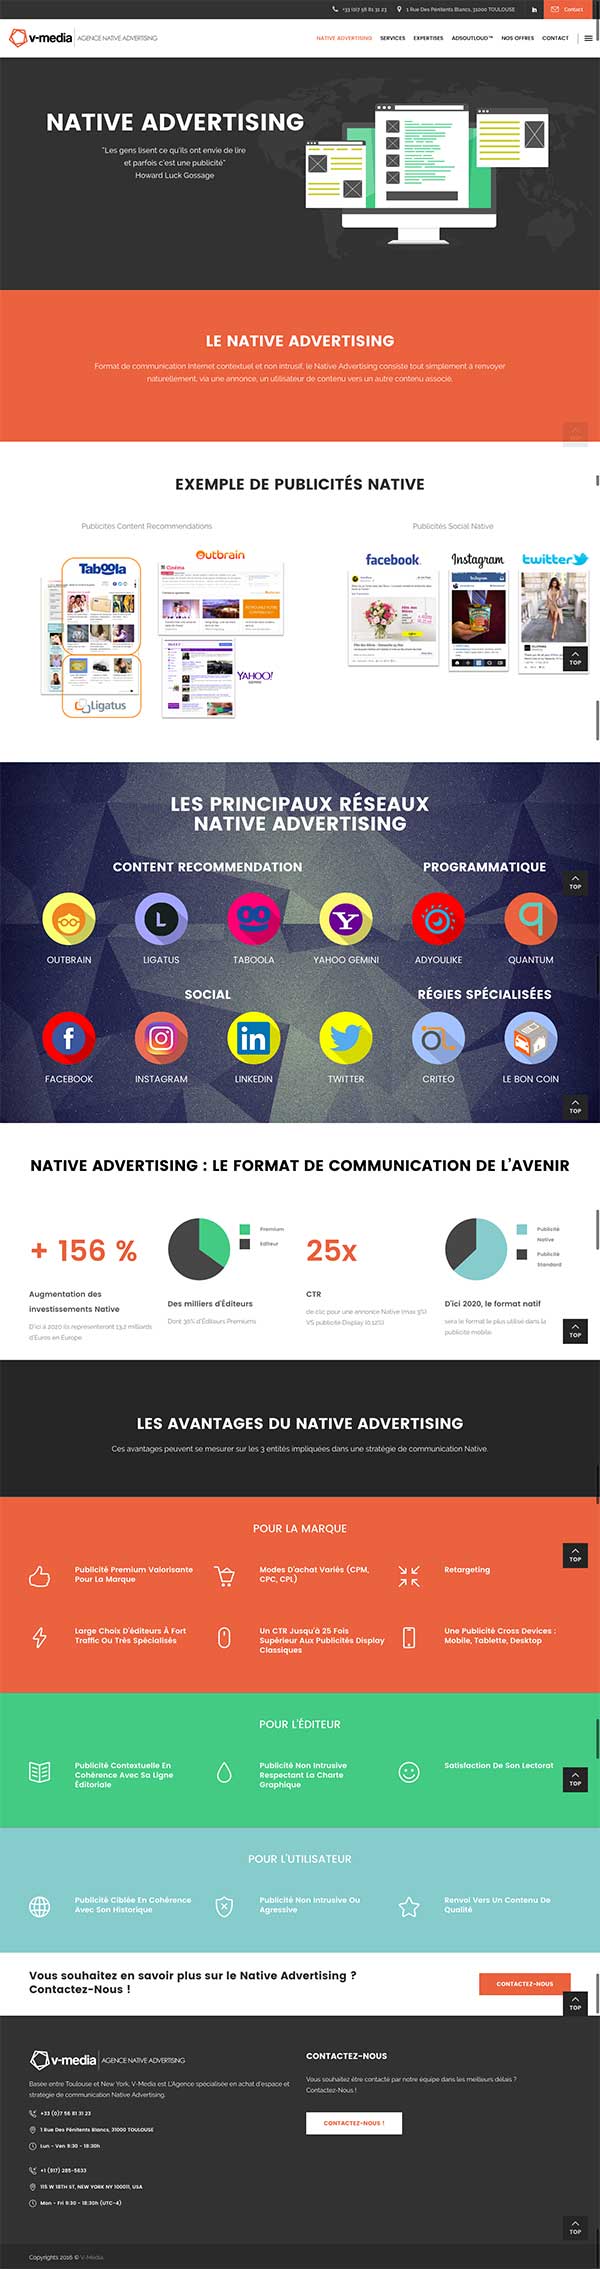 +33 (0)7 56 81 31 23
1 Rue Des Pénitents Blancs, 31000 TOULOUSE
in
Contact
v-media AGENCE NATIVE ADVERTISING
NATIVE ADVERTISING SERVICES EXPERTISES ADSOUTLOUD™ NOS OFFRES CONTACT
NATIVE ADVERTISING
"Les gens lisent ce qu'ils ont envie de lire
et parfois c'est une publicité"
Howard Luck Gossage
LE NATIVE ADVERTISING
Format de communication Internet contextuel et non intrusif, le Native Advertising consiste tout simplement à renvoyer
naturellement, via une annonce, un utilisateur de contenu vers un autre contenu associé.
TOP
EXEMPLE DE PUBLICITÉS NATIVE
Publicités Content Recommendations
Publicités Social Native
Taboola
Outbrain
Cinéma
facebook
Instagram
twitter
YAHOO!
Ligatus
TOP
LES PRINCIPAUX RÉSEAUX
NATIVE ADVERTISING
CONTENT RECOMMENDATION
PROGRAMMATIQUE
TOP
OUTBRAIN
LIGATUS
TABOOLA
YAHOO GEMINI
ADYOULIKE
QUANTUM
SOCIAL
RÉGIES SPÉCIALISÉES
FACEBOOK
INSTAGRAM
LINKEDIN
TWITTER
CRITEO
LE BON COIN
TOP
NATIVE ADVERTISING : LE FORMAT DE COMMUNICATION DE L'AVENIR
+ 156 %
Augmentation des
investissements Native
D'ici à 2020 ils représenteront 13,2 milliards
d'Euros en Europe.
Premium
Editeur
Des milliers d'Éditeurs
Dont 30% d'Éditeurs Premiums
25x
CTR
de clic pour une annonce Native (max 3%)
VS publicité Display (0.12%)
Publicité
Native
Publicité
Standard
D'ici 2020, le format natif
sera le format le plus utilisé dans la
publicité mobile.
TOP
LES AVANTAGES DU NATIVE ADVERTISING
Ces avantages peuvent se mesurer sur les 3 entités impliquées dans une stratégie de communication Native.
POUR LA MARQUE
TOP
Publicité Premium Valorisante
Pour La Marque
Modes D'achat Variés (CPM,
CPC, CPL)
Retargeting
Large Choix D'éditeurs À Fort
Traffic Ou Très Spécialisés
Un CTR Jusqu'à 25 Fois
Supérieur Aux Publicités Display
Classiques
Une Publicité Cross Devices :
Mobile, Tablette, Desktop
POUR L'ÉDITEUR
Publicité Contextuelle En
Cohérence Avec Sa Ligne
Éditoriale
Publicité Non Intrusive
Respectant La Charte
Graphique
Satisfaction De Son Lectorat
TOP
POUR L'UTILISATEUR
Publicité Ciblée En Cohérence
Avec Son Historique
Publicité Non Intrusive Ou
Agressive
Renvoi Vers Un Contenu De
Qualité
Vous souhaitez en savoir plus sur le Native Advertising ?
Contactez-Nous !
CONTACTEZ-NOUS
TOP
v-media AGENCE NATIVE ADVERTISING
Basée entre Toulouse et New York, V-Media est L'Agence spécialisée en achat d'espace et
stratégie de communication Native Advertising.
+33 (0)7 56 81 31 23
1 Rue Des Pénitents Blancs, 31000 TOULOUSE
Lun - Ven 9:30 - 18:30h
+1 (917) 285-5633
115 W 18TH ST, NEW YORK NY 100011, USA
Mon - Fri 9:30 - 18:30h (UTC-4)
CONTACTEZ-NOUS
Vous souhaitez être contacté par notre équipe dans les meilleurs délais ?
Contactez-Nous !
CONTACTEZ-NOUS !
TOP
Copyrights 2016 © V-Media.